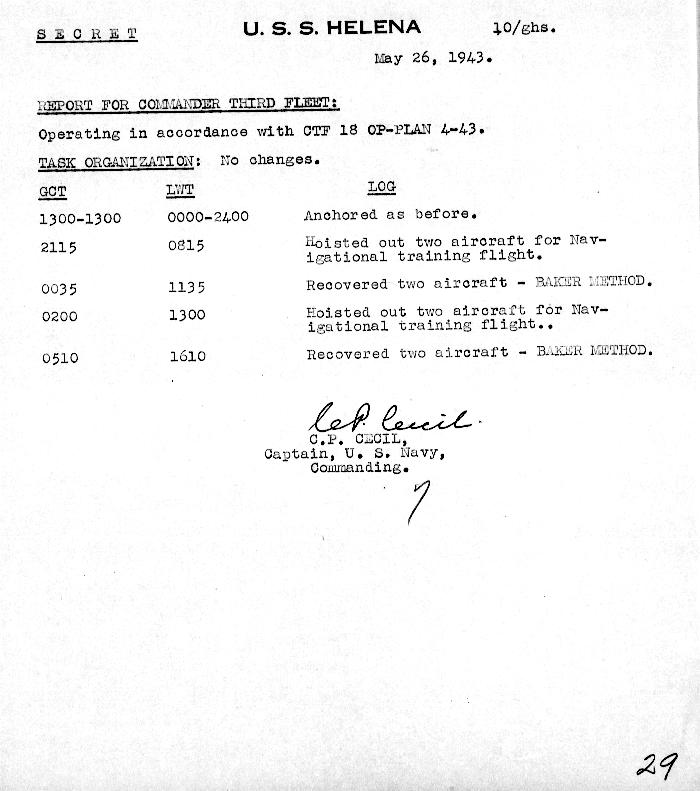 S E C R E T
U. S. S. HELENA
10/ghs.
May 26, 1943.
REPORT FOR COMMANDER THIRD FLEET:
Operating in accordance with CTF 18 OP-PLAN 4-43.
TASK ORGANIZATION: No changes.
GCT LWT LOG
1300-1300 0000-2400 Anchored as before.
2115 0815 Hoisted out two aircraft for Nav-
igational training flight.
0035 1135 Recovered two aircraft - BAKER METHOD.
0200 1300 Hoisted out two aircraft for Nav-
igational training flight..
0510 1610 Recovered two aircraft - BAKER METHOD.
C.P. Cecil.
C.P. CECIL,
Captain, U. S. Navy,
Commanding.
7
29